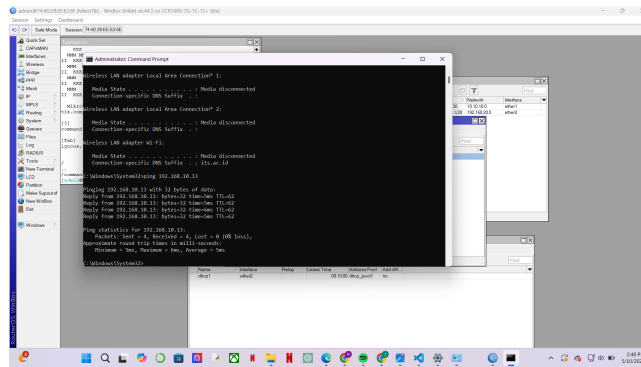 admin@74:4D:28:EE:E2:6E (MikroTik) - WinBox (64bit) v6.44.3 on CCR1009-7G-1C-1S+ (tile)
Session Settings Dashboard
Safe Mode Session: 74:4D:28:EE:E2:6E
Quick Set
CAPsMAN
Interfaces
Wireless
Bridge
PPP
Mesh
IP
MPLS
Routing
System
Queues
Files
Log
RADIUS
Tools
New Terminal
LCD
Partition
Make Supout.rif
New WinBox
Exit
Windows
RouterOS WinBox
Administrator: Command Prompt
Wireless LAN adapter Local Area Connection* 1:
Media State . . . . . . . . . . . : Media disconnected
Connection-specific DNS Suffix . :
Wireless LAN adapter Local Area Connection* 2:
Media State . . . . . . . . . . . : Media disconnected
Connection-specific DNS Suffix . :
Wireless LAN adapter Wi-Fi:
Media State . . . . . . . . . . . : Media disconnected
Connection-specific DNS Suffix . : its.ac.id
C:\Windows\System32>ping 192.168.10.13
Pinging 192.168.10.13 with 32 bytes of data:
Reply from 192.168.10.13: bytes=32 time=5ms TTL=62
Reply from 192.168.10.13: bytes=32 time=6ms TTL=62
Reply from 192.168.10.13: bytes=32 time=5ms TTL=62
Reply from 192.168.10.13: bytes=32 time=6ms TTL=62
Ping statistics for 192.168.10.13:
Packets: Sent = 4, Received = 4, Lost = 0 (0% loss),
Approximate round trip times in milli-seconds:
Minimum = 5ms, Maximum = 6ms, Average = 5ms
C:\Windows\System32>
Find
Network Interface
10.10.10.0 ether1
192.168.20.0 ether2
Find
Find
Name Interface Relay Lease Time Address Pool Add AR...
dhcp1 ether2 00:10:00 dhcp_pool1 no
2:48 P
5/10/202